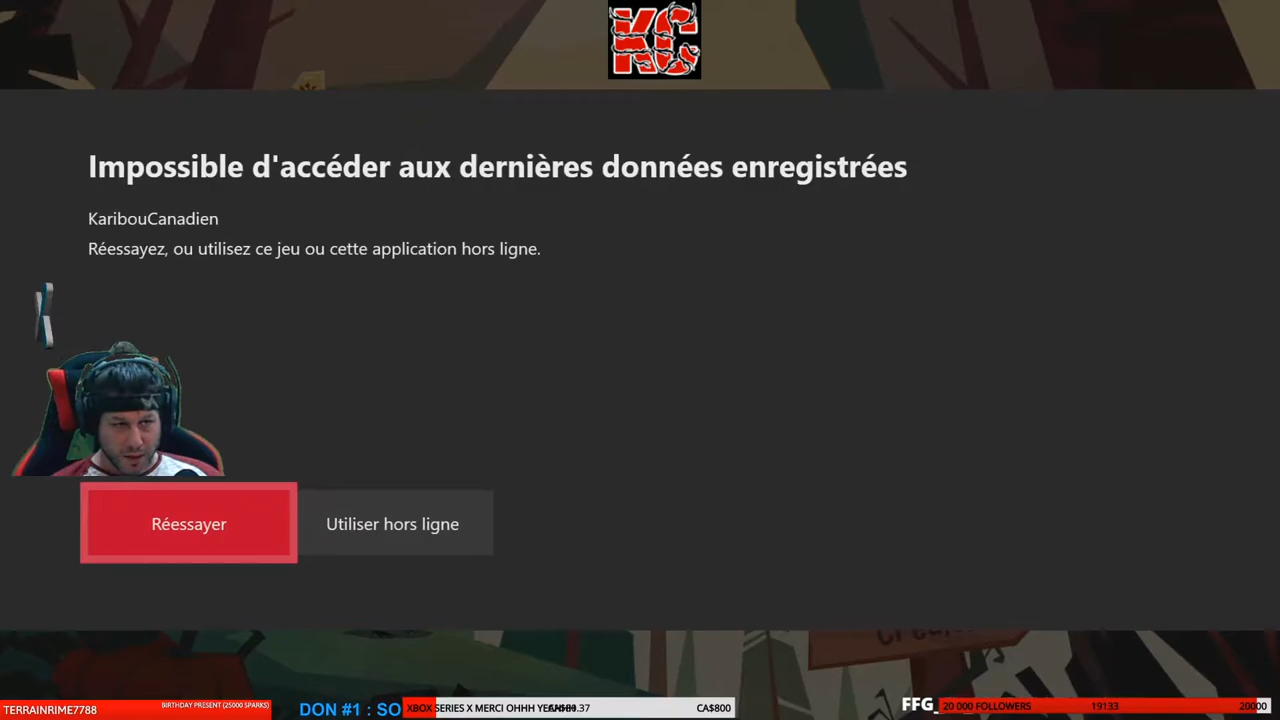 KC
Impossible d'accéder aux dernières données enregistrées
KaribouCanadien
Réessayez, ou utilisez ce jeu ou cette application hors ligne.
Réessayer
Utiliser hors ligne
TERRAINRIME7788
BIRTHDAY PRESENT (25000 SPARKS)
DON #1 : SO
XBOX SERIES X MERCI OHHH
CA$800
FFG_
20 000 FOLLOWERS
19133
20000